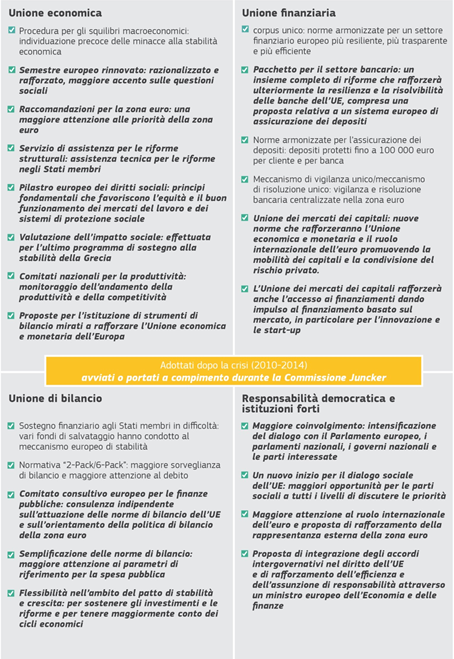 Unione economica
Procedura per gli squilibri macroeconomici:
individuazione precoce delle minacce alla stabilità
economica
Semestre europeo rinnovato: razionalizzato e
rafforzato, maggiore accento sulle questioni
sociali
Raccomandazioni per la zona euro: una
maggiore attenzione alle priorità della zona
euro
Servizio di assistenza per le riforme
strutturali: assistenza tecnica per le riforme
negli Stati membri
Pilastro europeo dei diritti sociali: principi
fondamentali che favoriscono l'equità e il buon
funzionamento dei mercati del lavoro e dei
sistemi di protezione sociale
Valutazione dell'impatto sociale: effettuata
per l'ultimo programma di sostegno alla
stabilità della Grecia
Comitati nazionali per la produttività:
monitoraggio dell'andamento della
produttività e della competitività
Proposte per l'istituzione di strumenti di
bilancio mirati a rafforzare l'Unione economica
e monetaria dell'Europa
Unione finanziaria
corpus unico: norme armonizzate per un settore
finanziario europeo più resiliente, più trasparente
e più efficiente
Pacchetto per il settore bancario: un
insieme completo di riforme che rafforzerà
ulteriormente la resilienza e la risolvibilità
delle banche dell'UE, compresa una
proposta relativa a un sistema europeo di
assicurazione dei depositi
Norme armonizzate per l'assicurazione dei
depositi: depositi protetti fino a 100 000 euro
per cliente e per banca
Meccanismo di vigilanza unico/meccanismo
di risoluzione unico: vigilanza e risoluzione
bancaria centralizzate nella zona euro
Unione dei mercati dei capitali: nuove
norme che rafforzeranno l'Unione
economica e monetaria e il ruolo
internazionale dell'euro promuovendo la
mobilità dei capitali e la condivisione del
rischio privato.
L'Unione dei mercati dei capitali rafforzerà
anche l'accesso ai finanziamenti dando
impulso al finanziamento basato sul
mercato, in particolare per l'innovazione e
le start-up
Adottati dopo la crisi (2010-2014)
avviati o portati a compimento durante la Commissione Juncker
Unione di bilancio
Sostegno finanziario agli Stati membri in difficoltà:
vari fondi di salvataggio hanno condotto al
meccanismo europeo di stabilità
Normativa "2-Pack/6-Pack": maggiore sorveglianza
di bilancio e maggiore attenzione al debito
Comitato consultivo europeo per le finanze
pubbliche: consulenza indipendente
sull'attuazione delle norme di bilancio dell'UE
e sull'orientamento della politica di bilancio
della zona euro
Semplificazione delle norme di bilancio:
maggiore attenzione ai parametri di
riferimento per la spesa pubblica
Flessibilità nell'ambito del patto di stabilità
e crescita: per sostenere gli investimenti e le
riforme e per tenere maggiormente conto dei
cicli economici
Responsabilità democratica e
istituzioni forti
Maggiore coinvolgimento: intensificazione
del dialogo con il Parlamento europeo, i
parlamenti nazionali, i governi nazionali e
le parti interessate
Un nuovo inizio per il dialogo sociale
dell'UE: maggiori opportunità per le parti
sociali a tutti i livelli di discutere le priorità
Maggiore attenzione al ruolo internazionale
dell'euro e proposta di rafforzamento della
rappresentanza esterna della zona euro
Proposta di integrazione degli accordi
intergovernativi nel diritto dell'UE
e di rafforzamento dell'efficienza e
dell'assunzione di responsabilità attraverso
un ministro europeo dell'Economia e delle
finanze